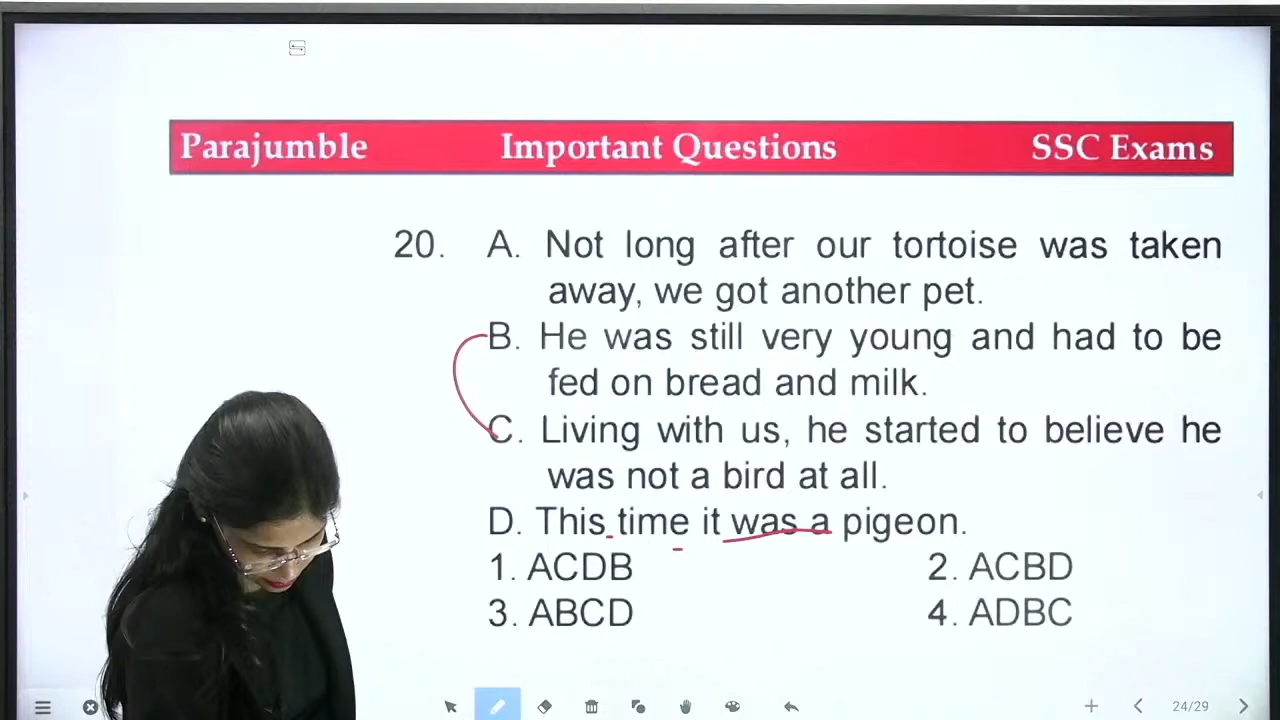 Parajumble Important Questions SSC Exams
20. A. Not long after our tortoise was taken
away, we got another pet.
B. He was still very young and had to be
fed on bread and milk.
C. Living with us, he started to believe he
was not a bird at all.
D. This time it was a pigeon.
1. ACDB 2. ACBD
3. ABCD 4. ADBC
24/29